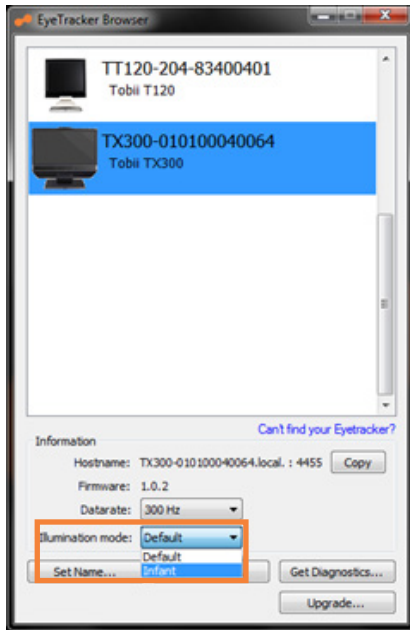 EyeTracker Browser
TT120-204-83400401
Tobii T120
TX300-010100040064
Tobii TX300
Can't find your Eyetracker?
Information
Hostname: TX300-010100040064.local. : 4455 Copy
Firmware: 1.0.2
Datarate: 300 Hz
Illumination mode: Default
Default
Infant
Set Name... Get Diagnostics...
Upgrade...